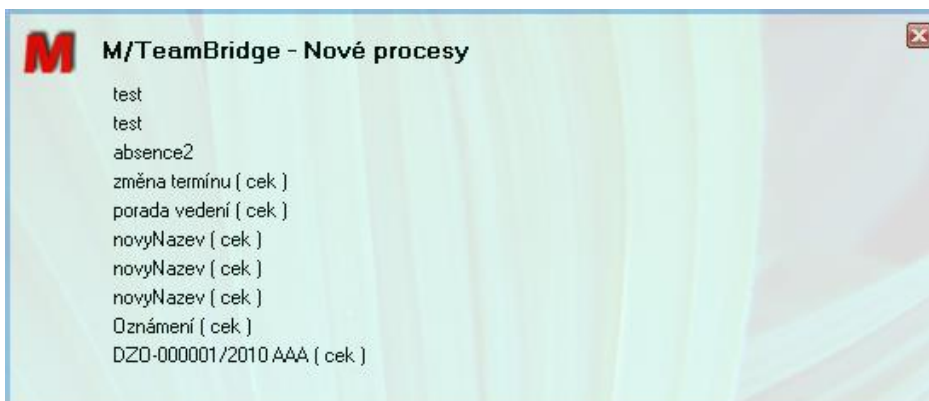 M
M/TeamBridge - Nové procesy
test
test
absence2
změna termínu ( cek )
porada vedení ( cek )
novyNazev ( cek )
novyNazev ( cek )
novyNazev ( cek )
Oznámení ( cek )
DZO-000001/2010 AAA ( cek )